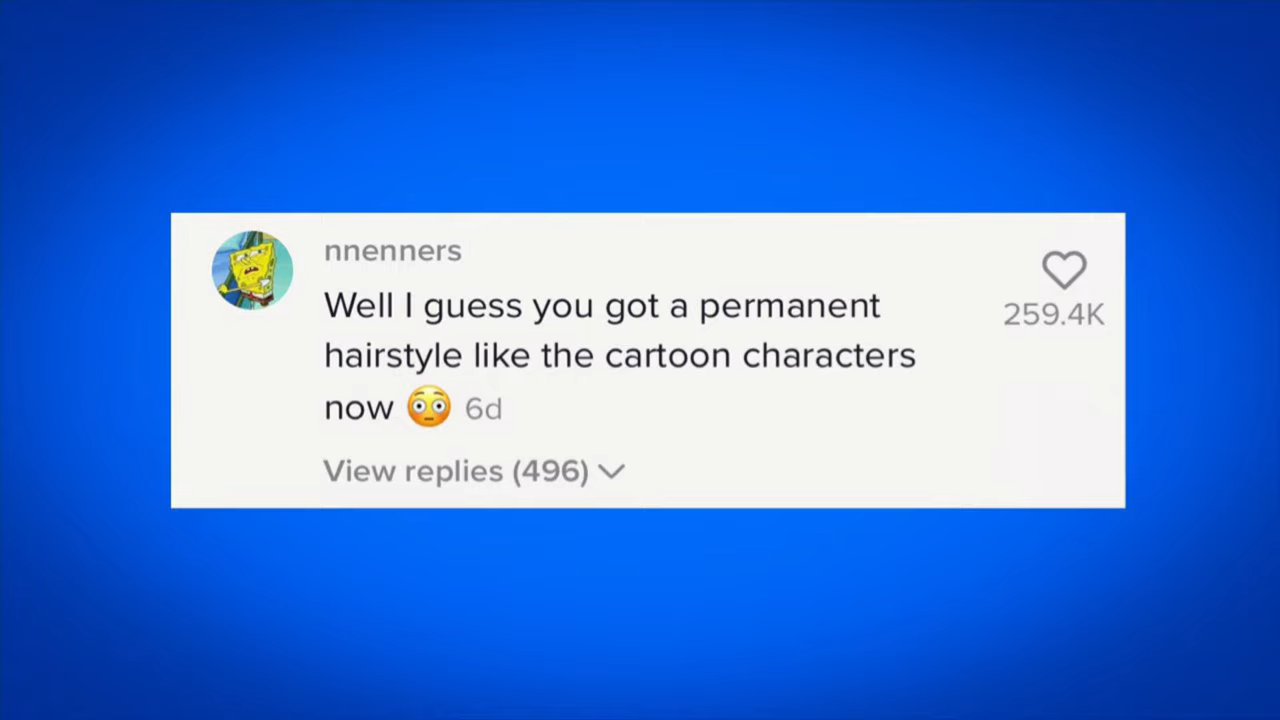 nnenners
Well I guess you got a permanent
259.4K
hairstyle like the cartoon characters
now 😳 6d
View replies (496)